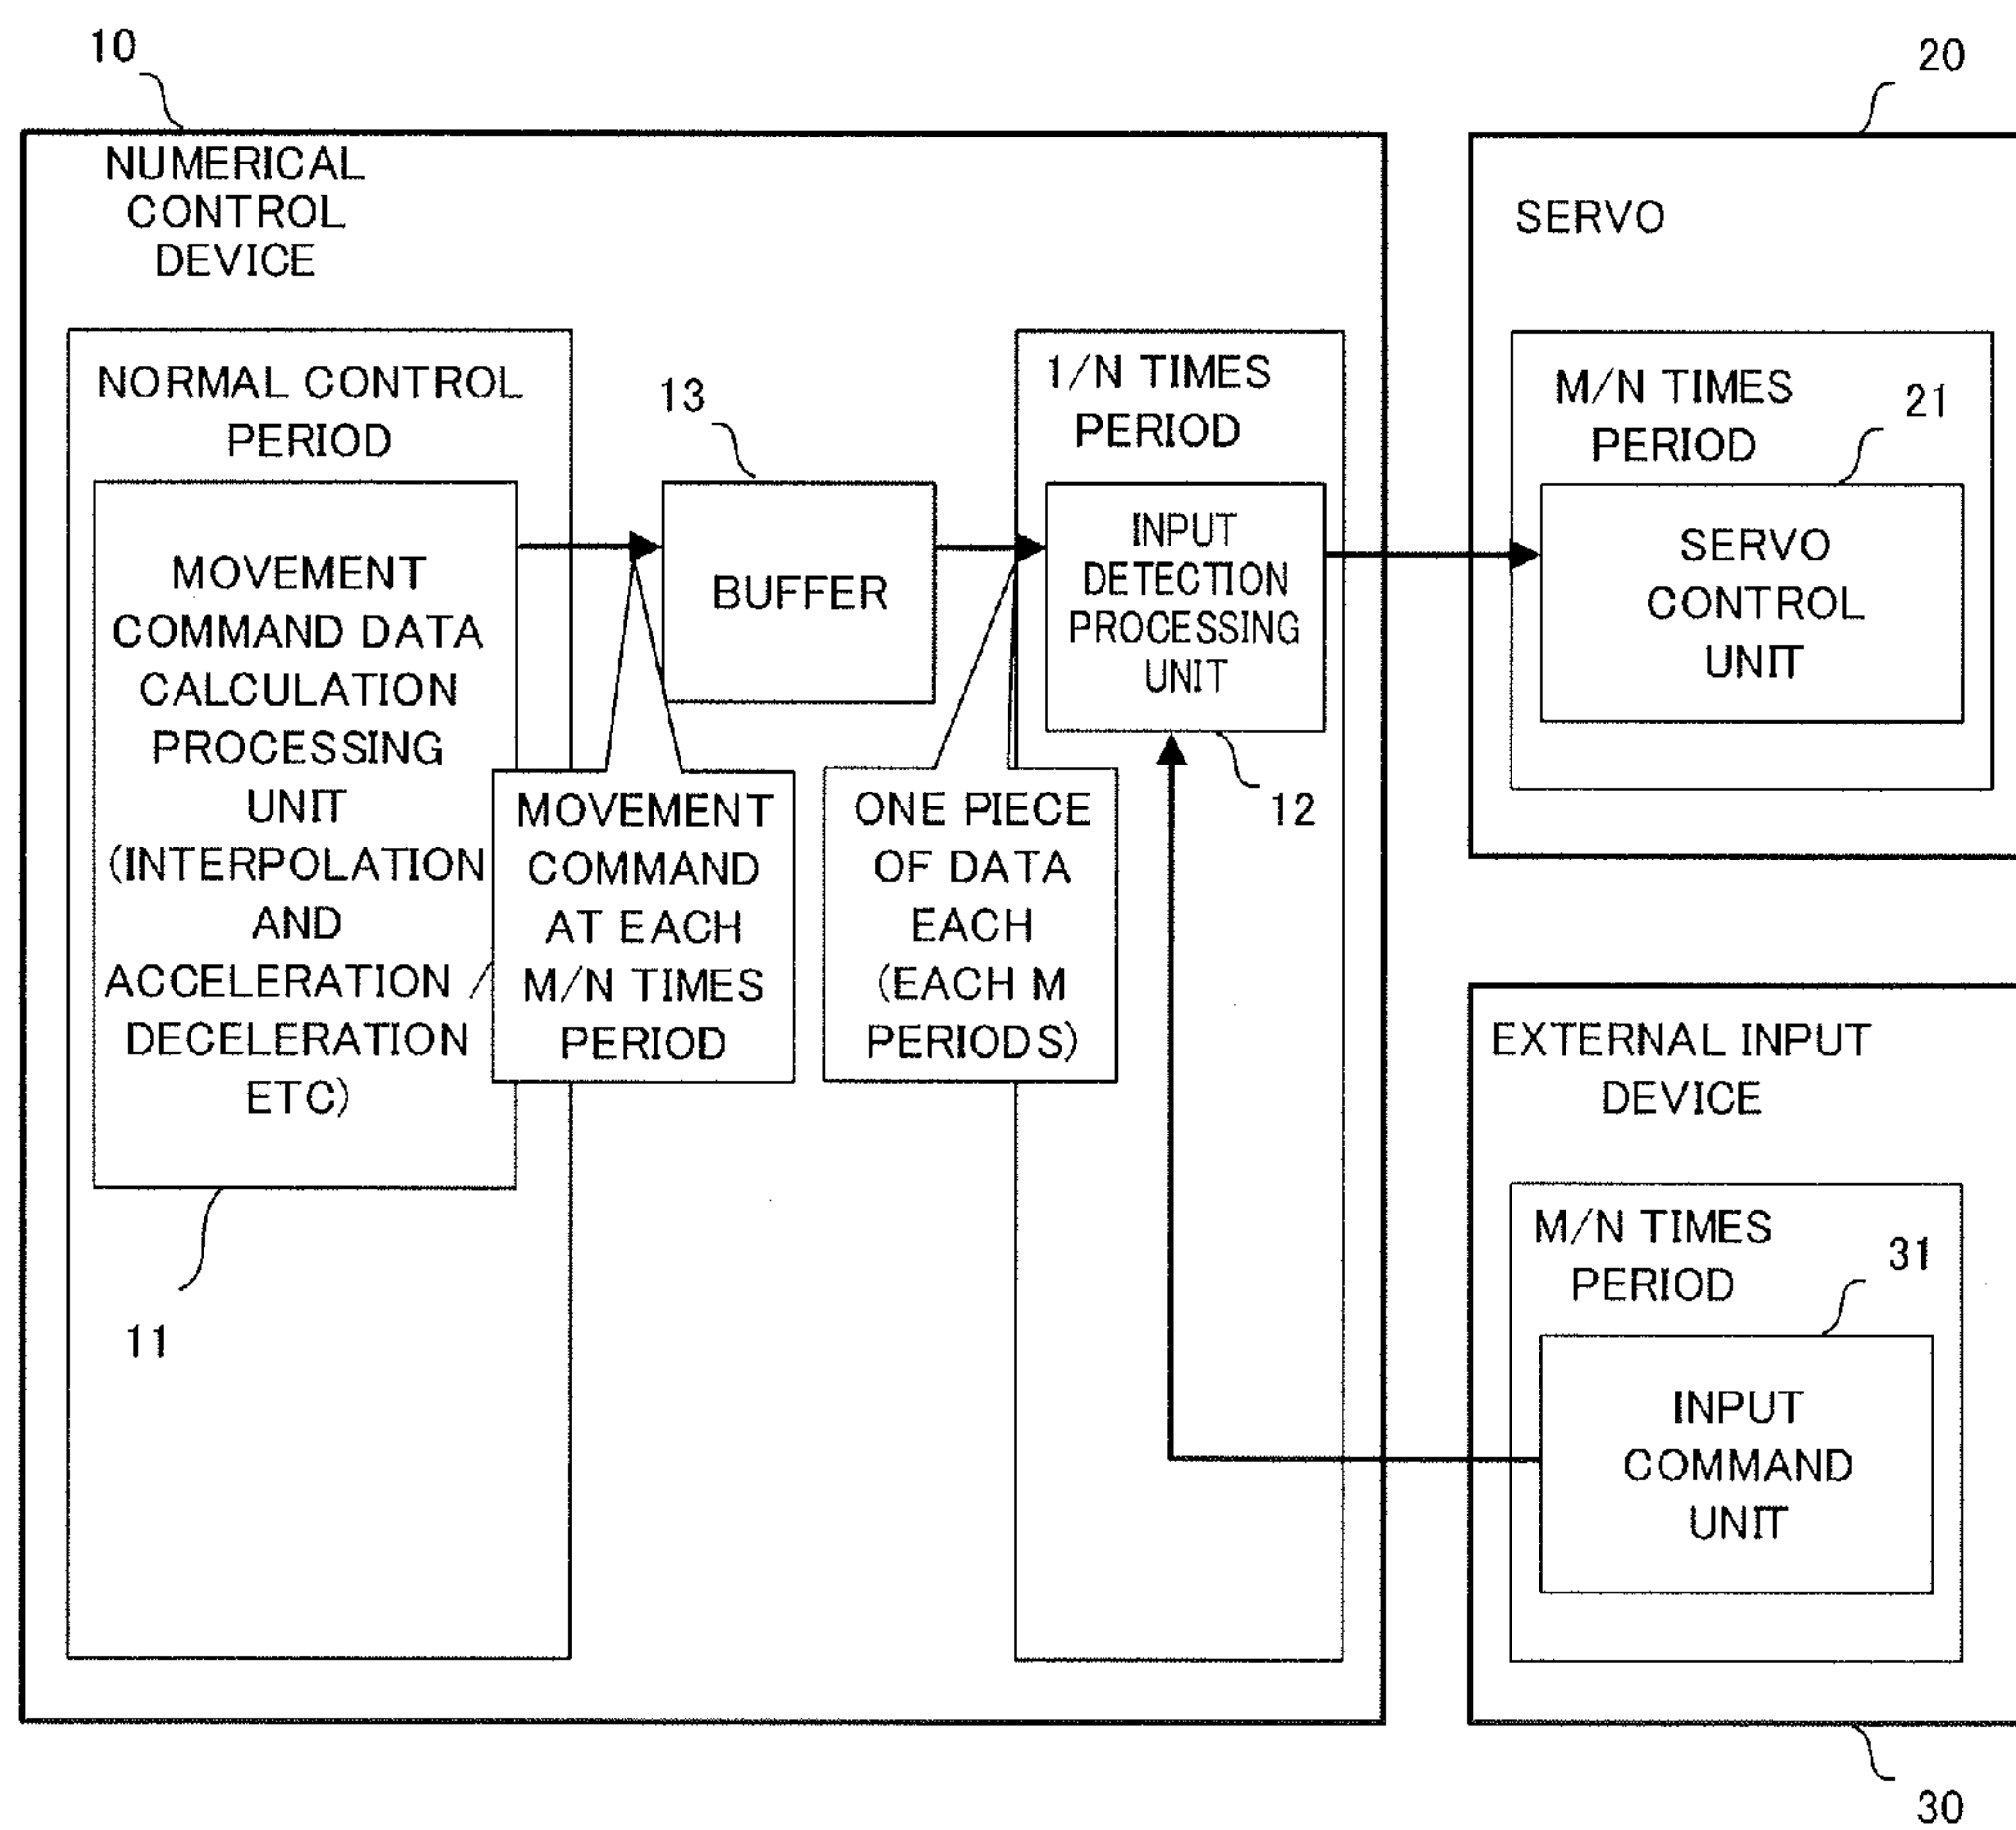 10
20
NUMERICAL
CONTROL
DEVICE
NORMAL CONTROL
PERIOD
MOVEMENT
COMMAND DATA
CALCULATION
PROCESSING
UNIT
(INTERPOLATION
AND
ACCELERATION /
DECELERATION
ETC)
11
13
BUFFER
MOVEMENT
COMMAND
AT EACH
M/N TIMES
PERIOD
ONE PIECE
OF DATA
EACH
(EACH M
PERIODS)
1/N TIMES
PERIOD
INPUT
DETECTION
PROCESSING
UNIT
12
SERVO
M/N TIMES
PERIOD
21
SERVO
CONTROL
UNIT
EXTERNAL INPUT
DEVICE
M/N TIMES
PERIOD
31
INPUT
COMMAND
UNIT
30